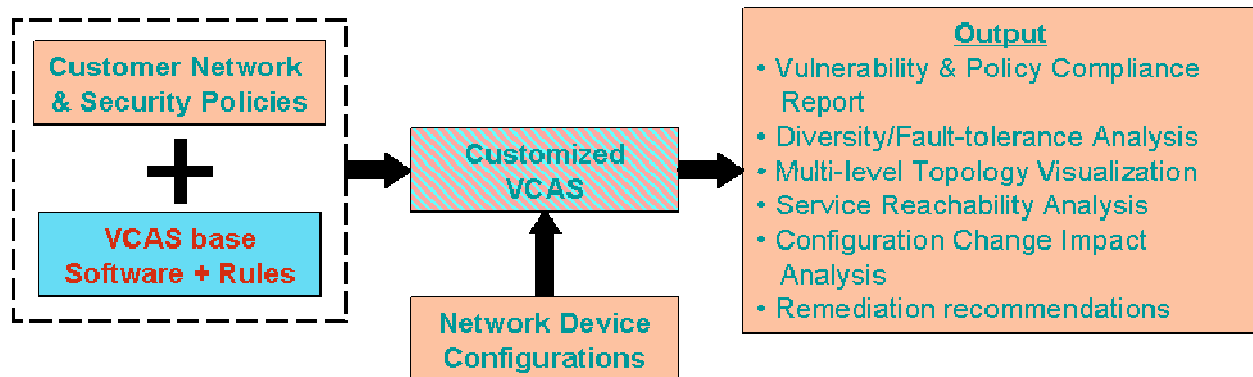 Customer Network
& Security Policies
+
VCAS base
Software + Rules
Customized
VCAS
Network Device
Configurations
Output
• Vulnerability & Policy Compliance
Report
• Diversity/Fault-tolerance Analysis
• Multi-level Topology Visualization
• Service Reachability Analysis
• Configuration Change Impact
Analysis
• Remediation recommendations